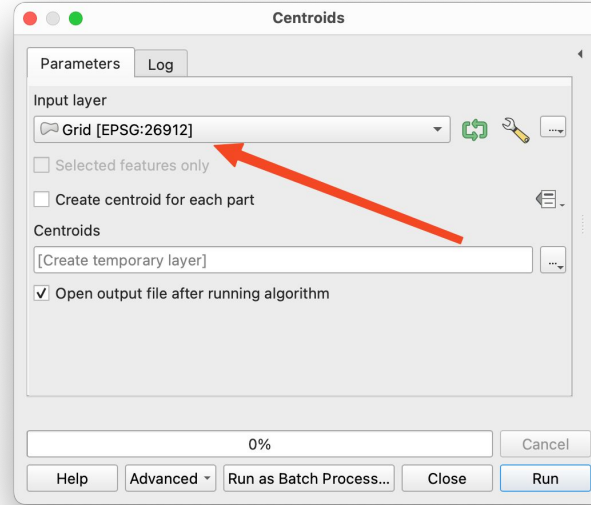 Centroids
Parameters
Log
Input layer
Grid [EPSG:26912]
...
Selected features only
Create centroid for each part
Centroids
[Create temporary layer]
...
Open output file after running algorithm
0%
Cancel
Help
Advanced
Run as Batch Process...
Close
Run